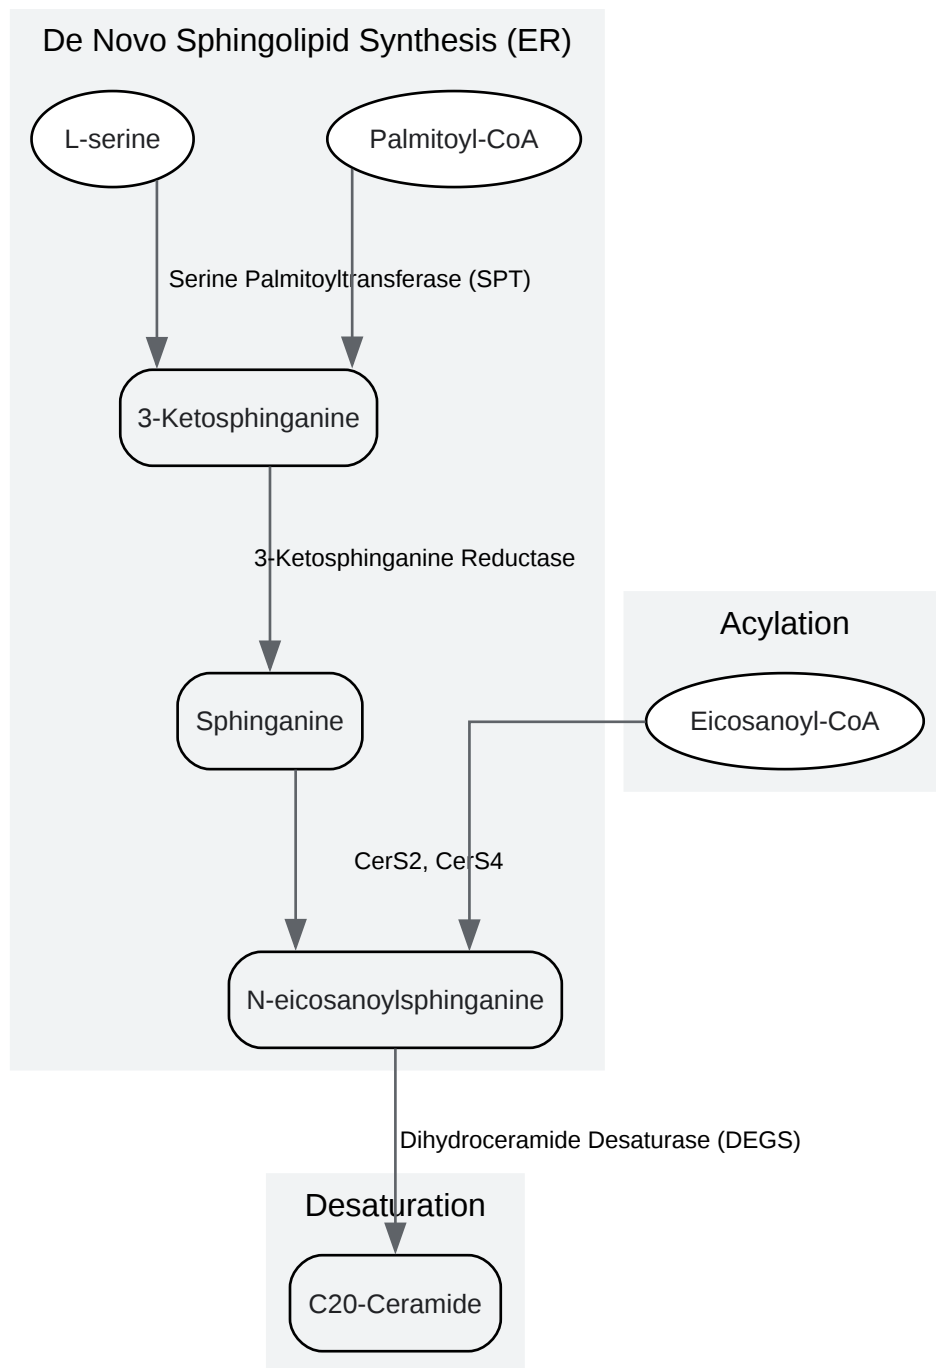 De Novo Sphingolipid Synthesis (ER)
L-serine
Palmitoyl-CoA
Serine Palmitoyltransferase (SPT)
3-Ketosphinganine
3-Ketosphinganine Reductase
Acylation
Sphinganine
Eicosanoyl-CoA
CerS2, CerS4
N-eicosanoylsphinganine
Dihydroceramide Desaturase (DEGS)
Desaturation
C20-Ceramide